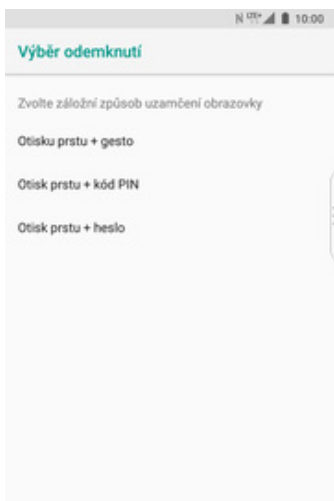 N LTE+ 10:00
Výběr odemknutí
Zvolte záložní způsob uzamčení obrazovky
Otisku prstu + gesto
Otisk prstu + kód PIN
Otisk prstu + heslo